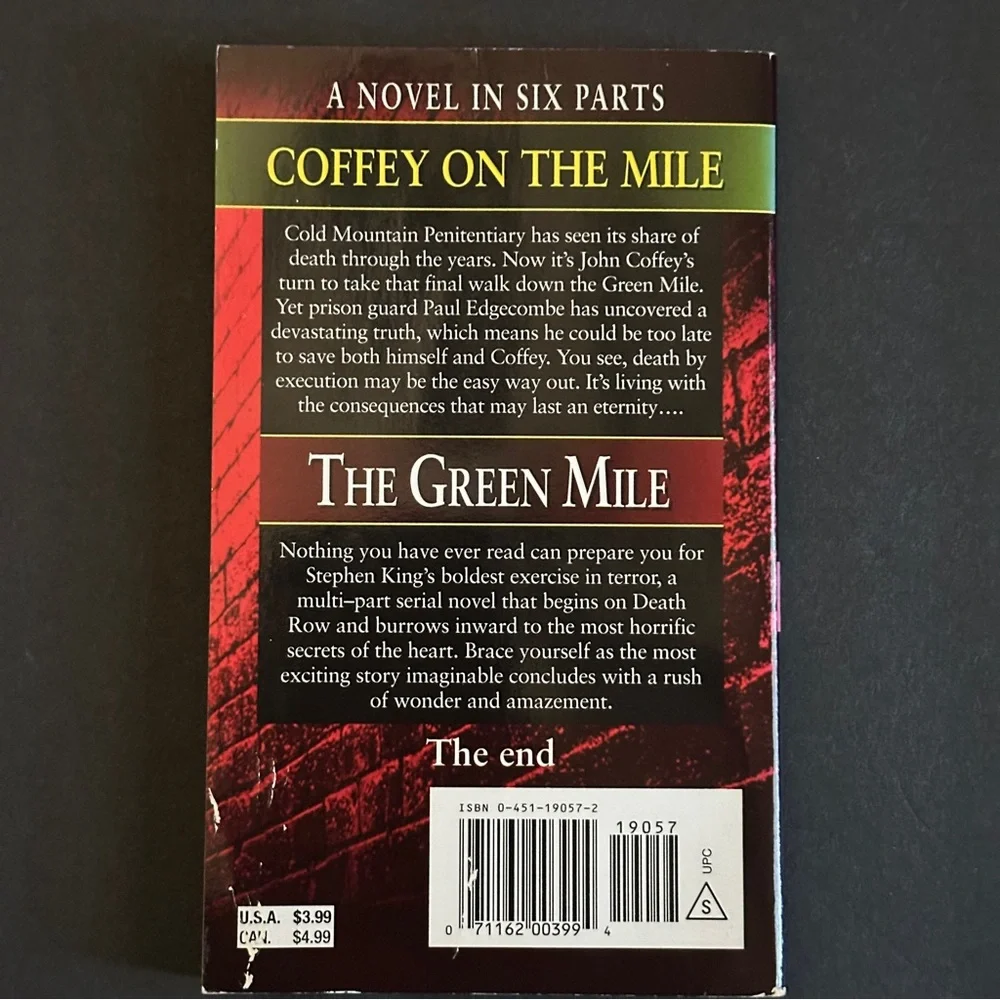 A NOVEL IN SIX PARTS
COFFEY ON THE MILE
Cold Mountain Penitentiary has seen its share of
death through the years. Now it's John Coffey's
turn to take that final walk down the Green Mile.
Yet prison guard Paul Edgecombe has uncovered a
devastating truth, which means he could be too late
to save both himself and Coffey. You see, death by
execution may be the easy way out. It's living with
the consequences that may last an eternity....
THE GREEN MILE
Nothing you have ever read can prepare you for
Stephen King's boldest exercise in terror, a
multi–part serial novel that begins on Death
Row and burrows inward to the most horrific
secrets of the heart. Brace yourself as the most
exciting story imaginable concludes with a rush
of wonder and amazement.
The end
ISBN 0-451-19057-2
19057
UPC
S
0 71162 00399 4
U.S.A. $3.99
CAN. $4.99